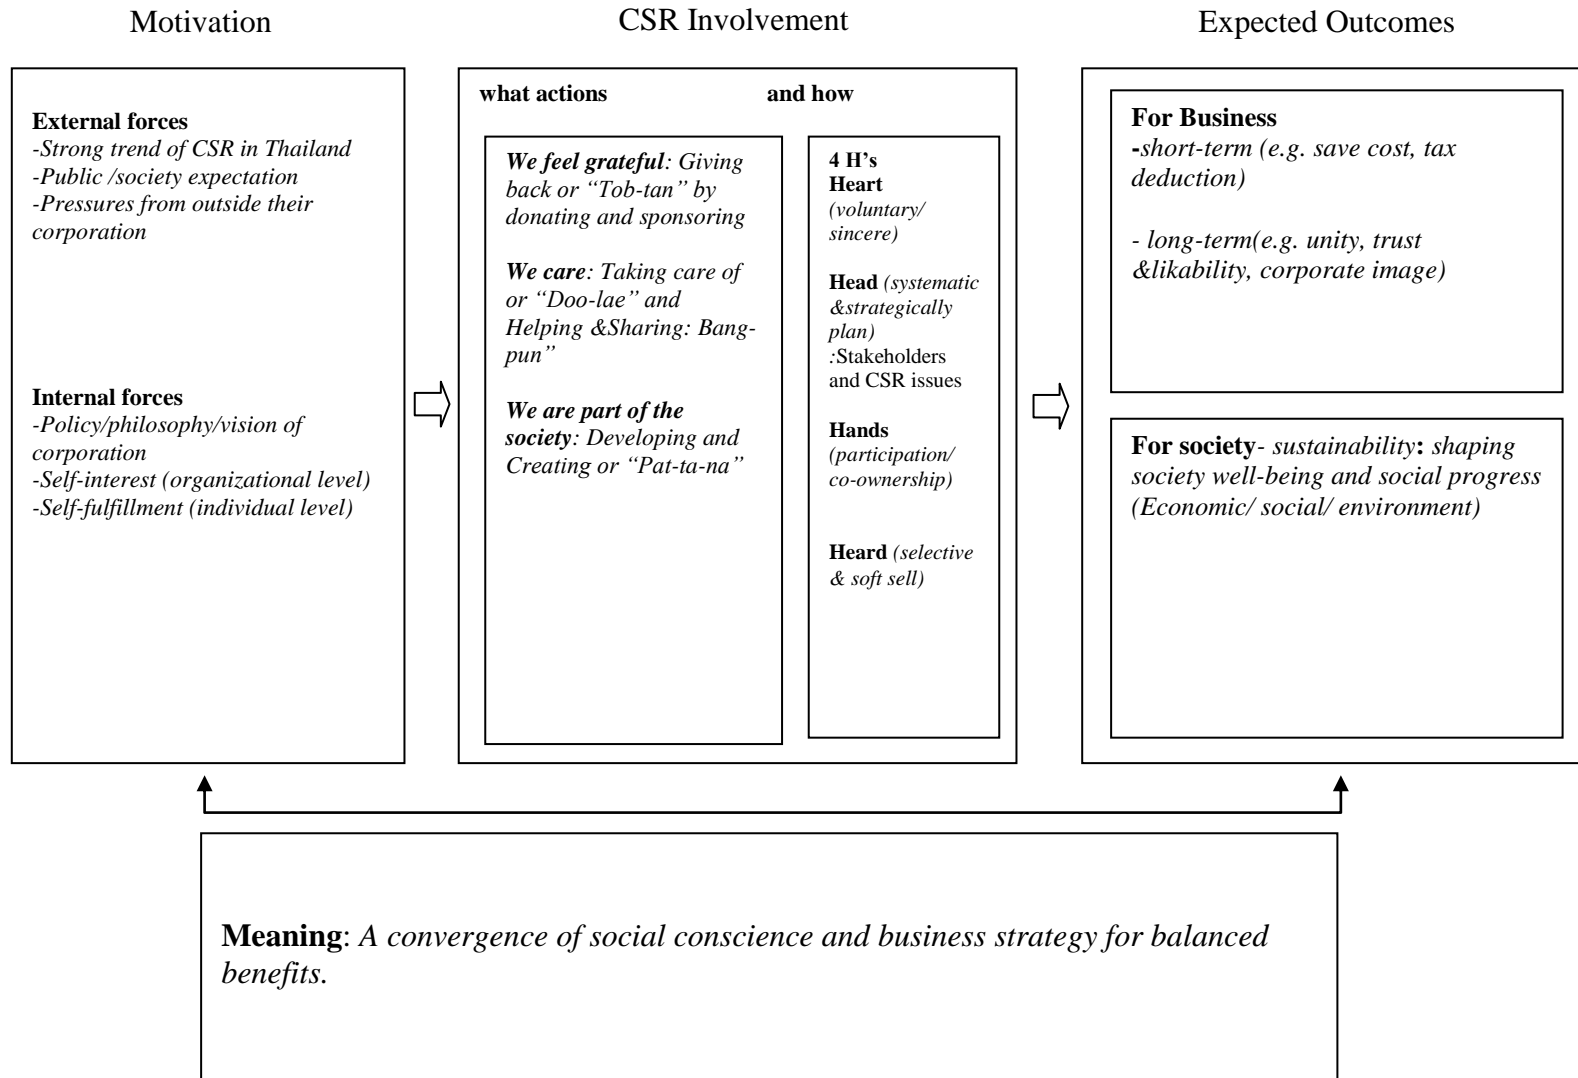 Motivation
CSR Involvement
Expected Outcomes
External forces
-Strong trend of CSR in Thailand
-Public /society expectation
-Pressures from outside their
corporation
Internal forces
-Policy/philosophy/vision of
corporation
-Self-interest (organizational level)
-Self-fulfillment (individual level)
what actions
and how
We feel grateful: Giving
back or “Tob-tan” by
donating and sponsoring
We care: Taking care of
or “Doo-lae” and
Helping &Sharing: Bang-
pun”
We are part of the
society: Developing and
Creating or “Pat-ta-na”
4 H's
Heart
(voluntary/
sincere)
Head (systematic
&strategically
plan)
:Stakeholders
and CSR issues
Hands
(participation/
co-ownership)
Heard (selective
& soft sell)
For Business
-short-term (e.g. save cost, tax
deduction)
- long-term(e.g. unity, trust
&likability, corporate image)
For society- sustainability: shaping
society well-being and social progress
(Economic/ social/ environment)
Meaning: A convergence of social conscience and business strategy for balanced
benefits.